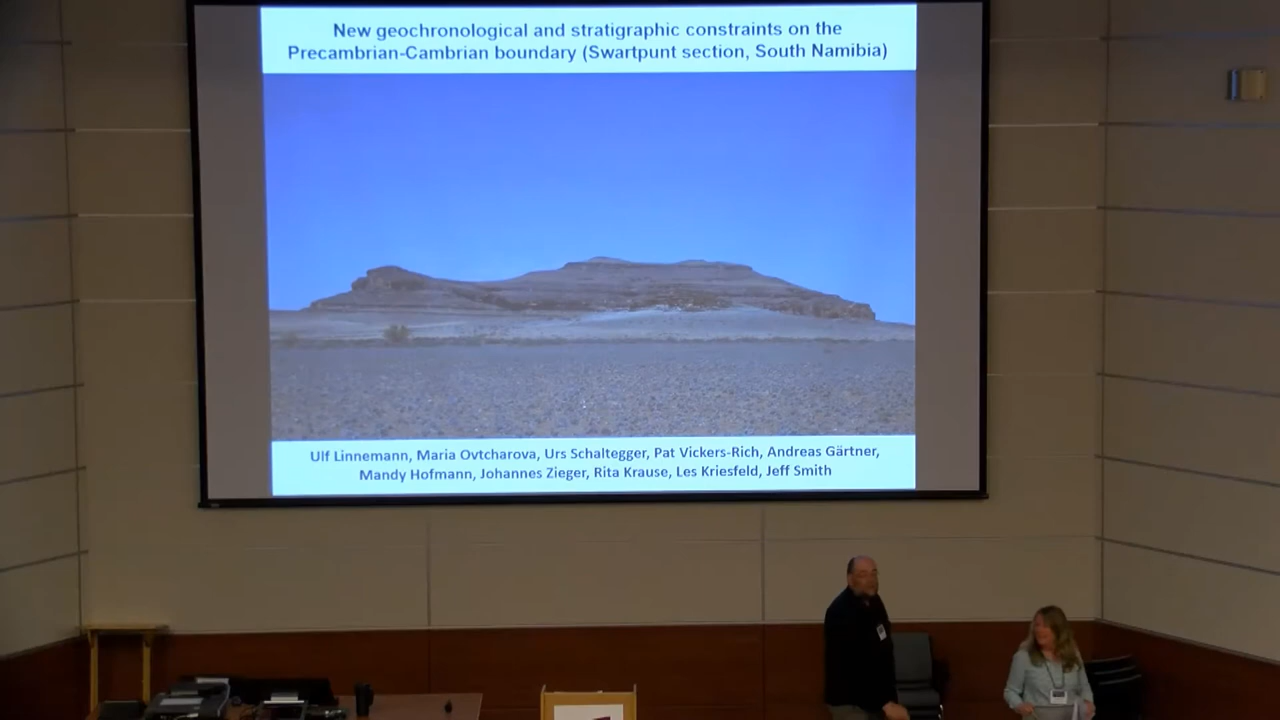 New geochronological and stratigraphic constraints on the
Precambrian-Cambrian boundary (Swartpunt section, South Namibia)
Ulf Linnemann, Maria Ovtcharova, Urs Schaltegger, Pat Vickers-Rich, Andreas Gärtner,
Mandy Hofmann, Johannes Zieger, Rita Krause, Les Kriesfeld, Jeff Smith